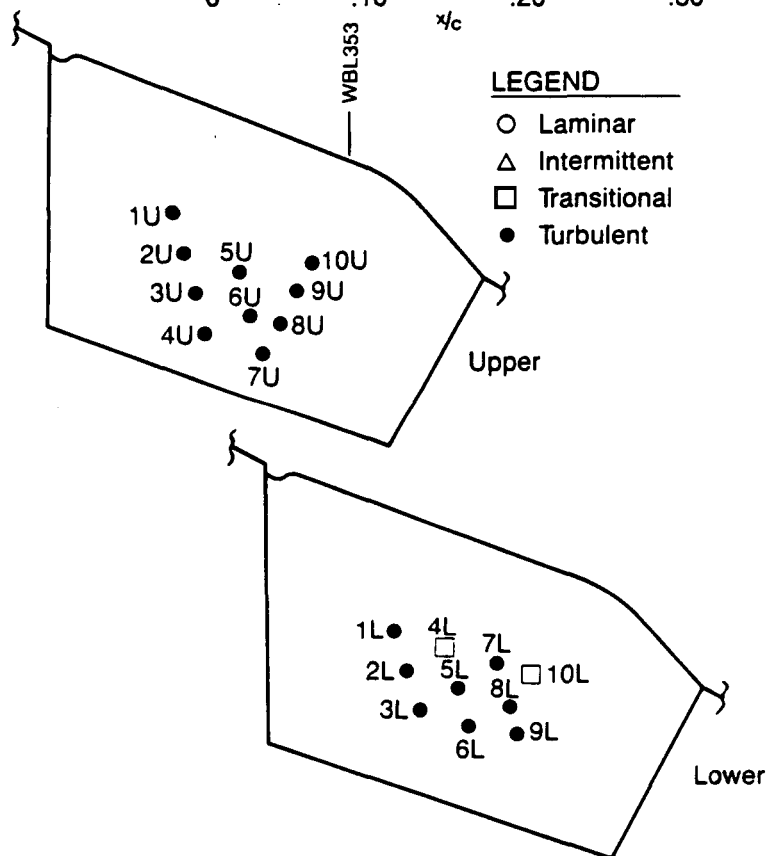 0 .10 .20 .30
x/c
WBL353
LEGEND
Laminar
Intermittent
Transitional
Turbulent
1U
2U 5U 10U
3U 6U 9U
4U 8U
7U
Upper
1L 4L 7L
2L 5L 10L
3L 8L
6L 9L
Lower